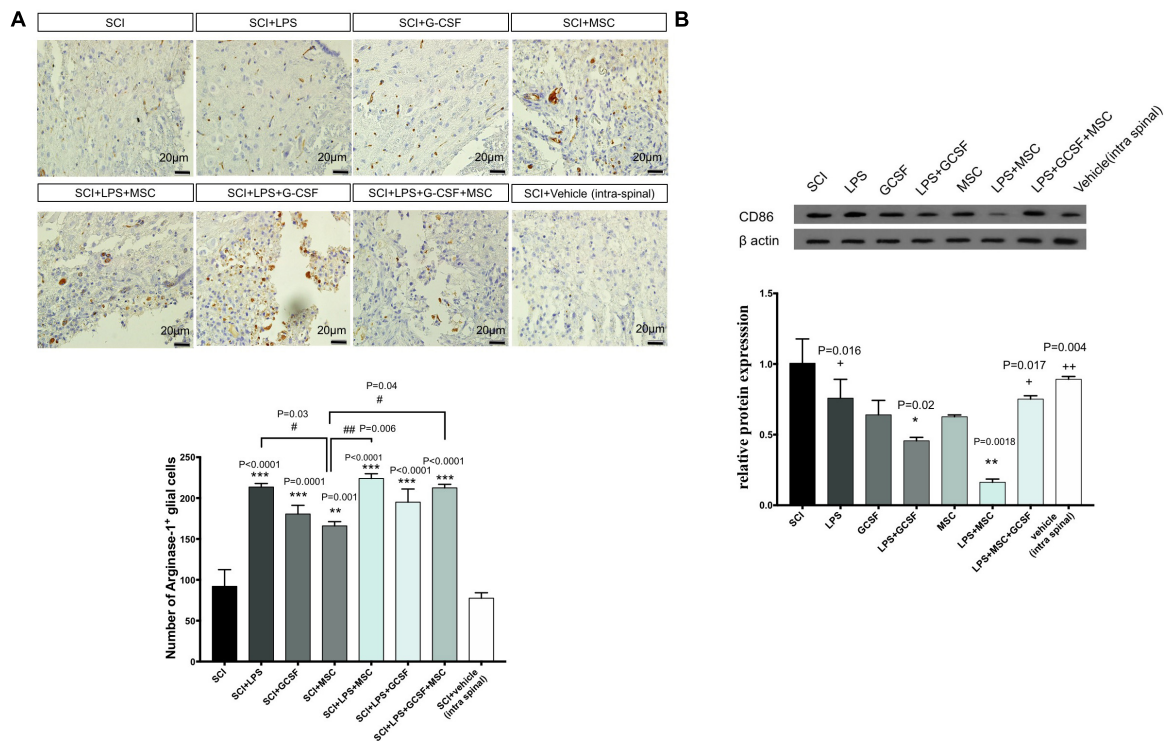 A
SCI
SCI+LPS
SCI+G-CSF
SCI+MSC
20μm
20μm
20μm
20μm
SCI+LPS+MSC
SCI+LPS+G-CSF
SCI+LPS+G-CSF+MSC
SCI+Vehicle (intra-spinal)
20μm
20μm
20μm
20μm
P=0.04
#
P=0.03
#
## P=0.006
P<0.0001
***
P=0.0001
***
P=0.001
**
P<0.0001
***
P<0.0001
***
P<0.0001
***
Number of Arginase-1⁺ glial cells
250
200
150
100
50
0
SCI
SCI+LPS
SCI+GCSF
SCI+MSC
SCI+LPS+MSC
SCI+LPS+GCSF
SCI+LPS+GCSF+MSC
SCI+vehicle
(intra spinal)
B
SCI
LPS
GCSF
LPS+GCSF
MSC
LPS+MSC
LPS+GCSF+MSC
Vehicle(intra spinal)
CD86
β actin
relative protein expresssion
1.5
1.0
0.5
0.0
P=0.016
+
P=0.02
*
P=0.0018
**
P=0.017
+
P=0.004
++
SCI
LPS
GCSF
LPS+GCSF
MSC
LPS+MSC
LPS+MSC+GCSF
vehicle
(intra spinal)